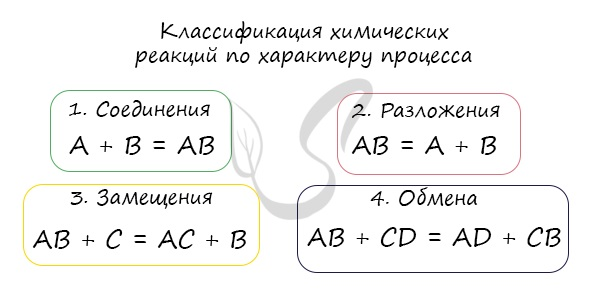 Классификация химических
реакций по характеру процесса
1. Соединения
A + B = AB
2. Разложения
AB = A + B
3. Замещения
AB + C = AC + B
4. Обмена
AB + CD = AD + CB